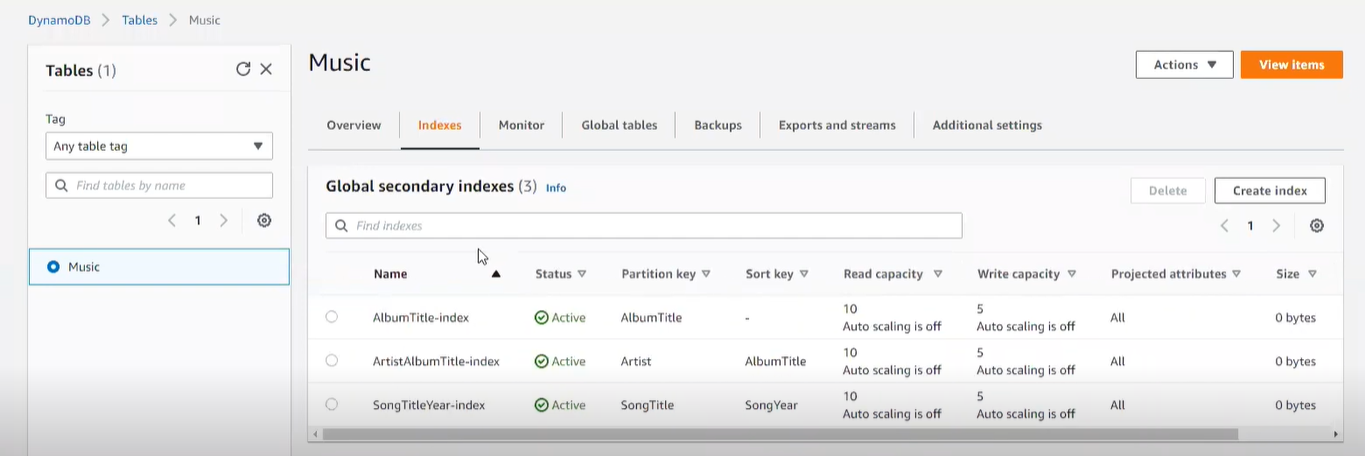 DynamoDB > Tables > Music
Tables (1)
Tag
Any table tag
Find tables by name
1
Music
Music
Actions
View items
Overview
Indexes
Monitor
Global tables
Backups
Exports and streams
Additional settings
Global secondary indexes (3) Info
Delete
Create index
Find indexes
1
Name Status Partition key Sort key Read capacity Write capacity Projected attributes Size
AlbumTitle-index Active AlbumTitle - 10 5 All 0 bytes
Auto scaling is off Auto scaling is off
ArtistAlbumTitle-index Active Artist AlbumTitle 10 5 All 0 bytes
Auto scaling is off Auto scaling is off
SongTitleYear-index Active SongTitle SongYear 10 5 All 0 bytes
Auto scaling is off Auto scaling is off